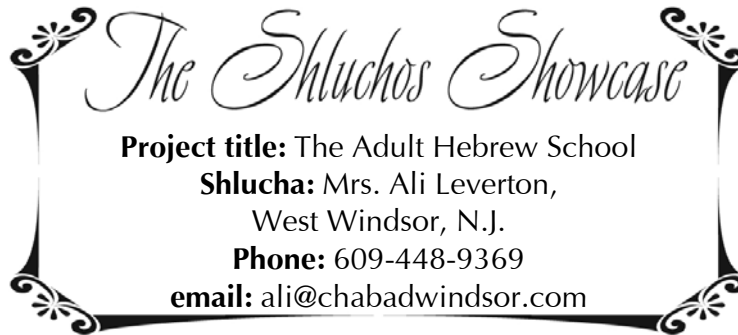 The Shluchos Showcase
Project title: The Adult Hebrew School
Shlucha: Mrs. Ali Leverton,
West Windsor, N.J.
Phone: 609-448-9369
email: ali@chabadwindsor.com